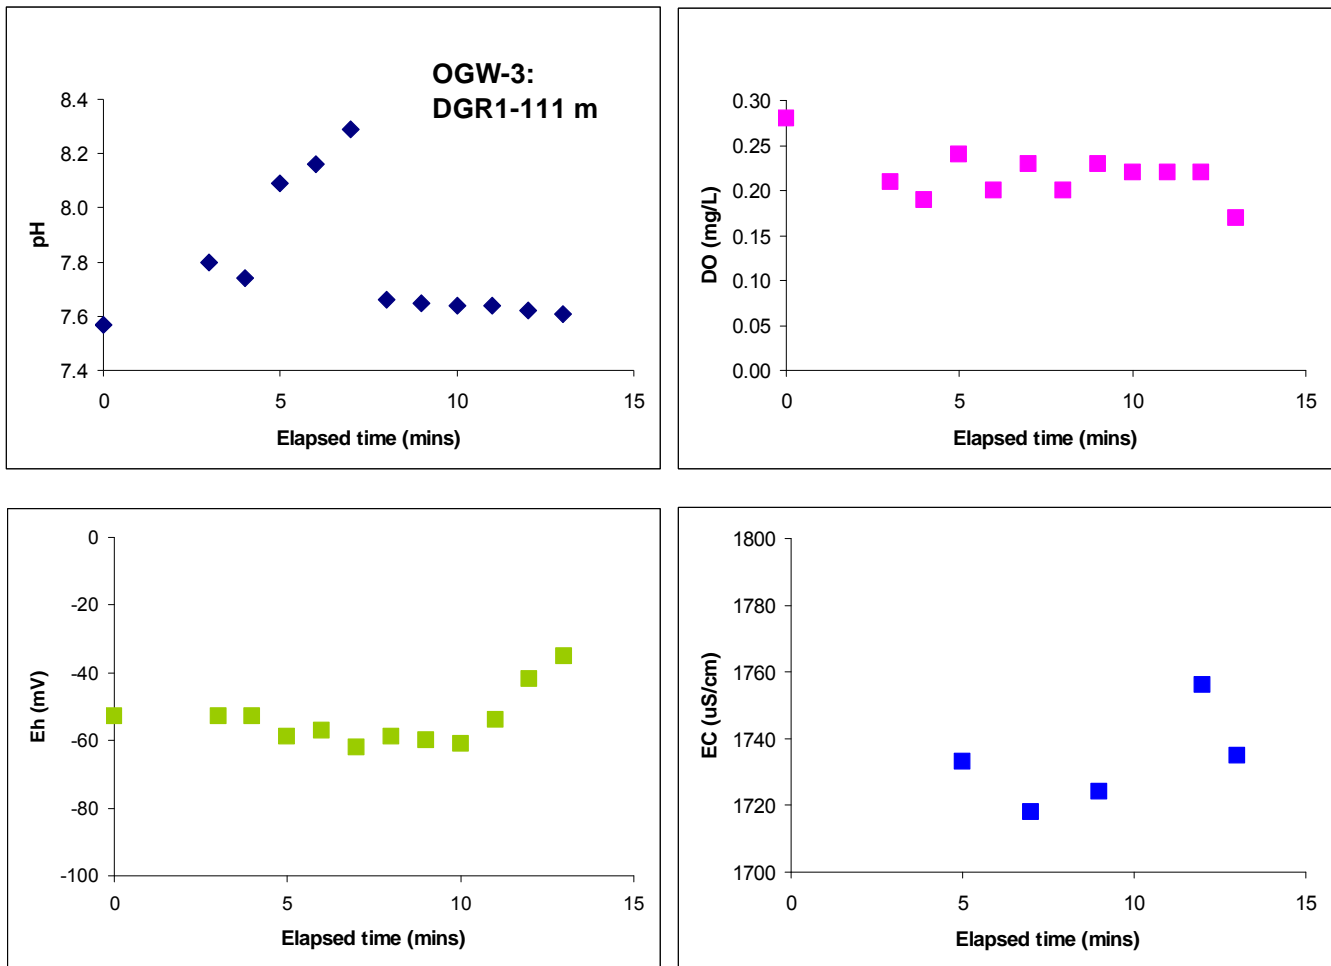 OGW-3:
DGR1-111 m
8.4
8.2
8.0
7.8
7.6
7.4
pH
0 5 10 15
Elapsed time (mins)
0.30
0.25
0.20
0.15
0.10
0.05
0.00
DO (mg/L)
0 5 10 15
Elapsed time (mins)
0
-20
-40
-60
-80
-100
Eh (mV)
0 5 10 15
Elapsed time (mins)
1800
1780
1760
1740
1720
1700
EC (uS/cm)
0 5 10 15
Elapsed time (mins)